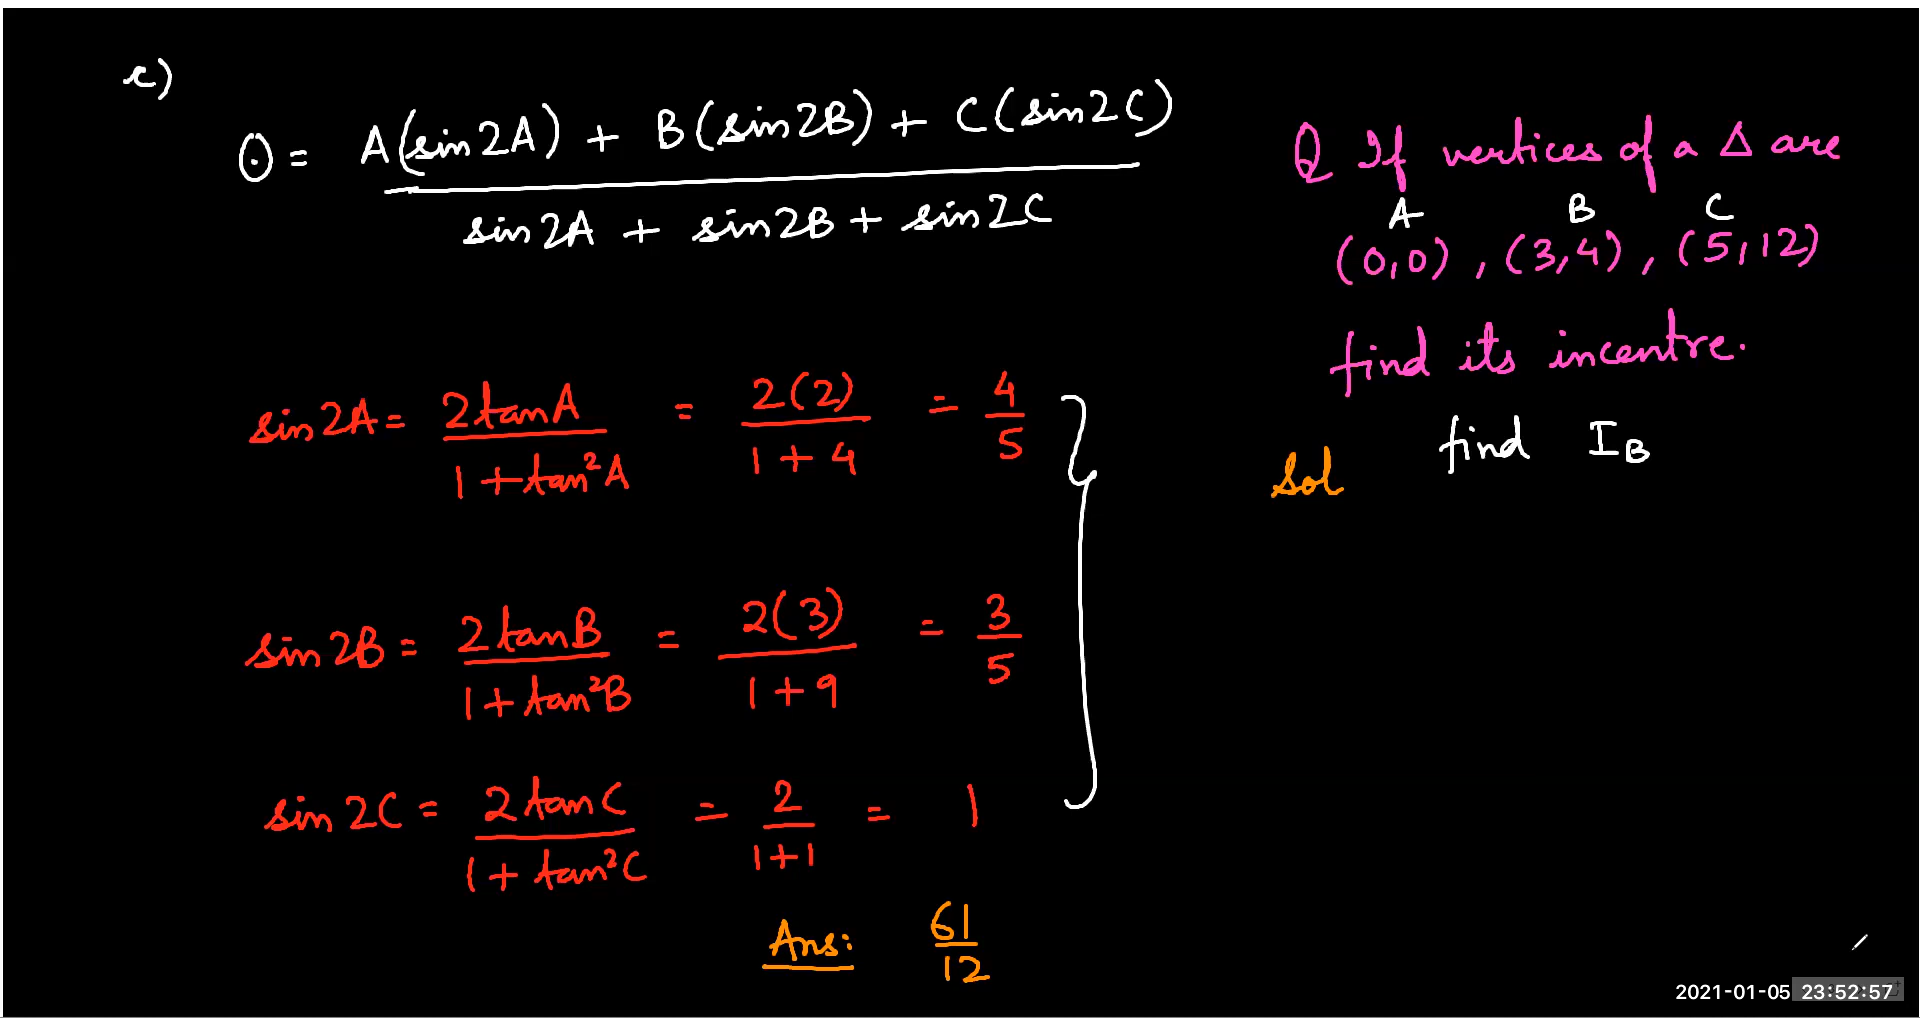 c)
O = A(sin2A) + B(sin2B) + C(sin2C)
sin2A + sin2B + sin2C
sin2A = 2tanA / 1+tan²A = 2(2) / 1+4 = 4/5
sin2B = 2tanB / 1+tan²B = 2(3) / 1+9 = 3/5
sin2C = 2tanC / 1+tan²C = 2 / 1+1 = 1
Ans: 61/12
Q If vertices of a Δ are
A B C
(0,0), (3,4), (5,12)
find its incentre.
find I_B
Sol
2021-01-05 23:52:57